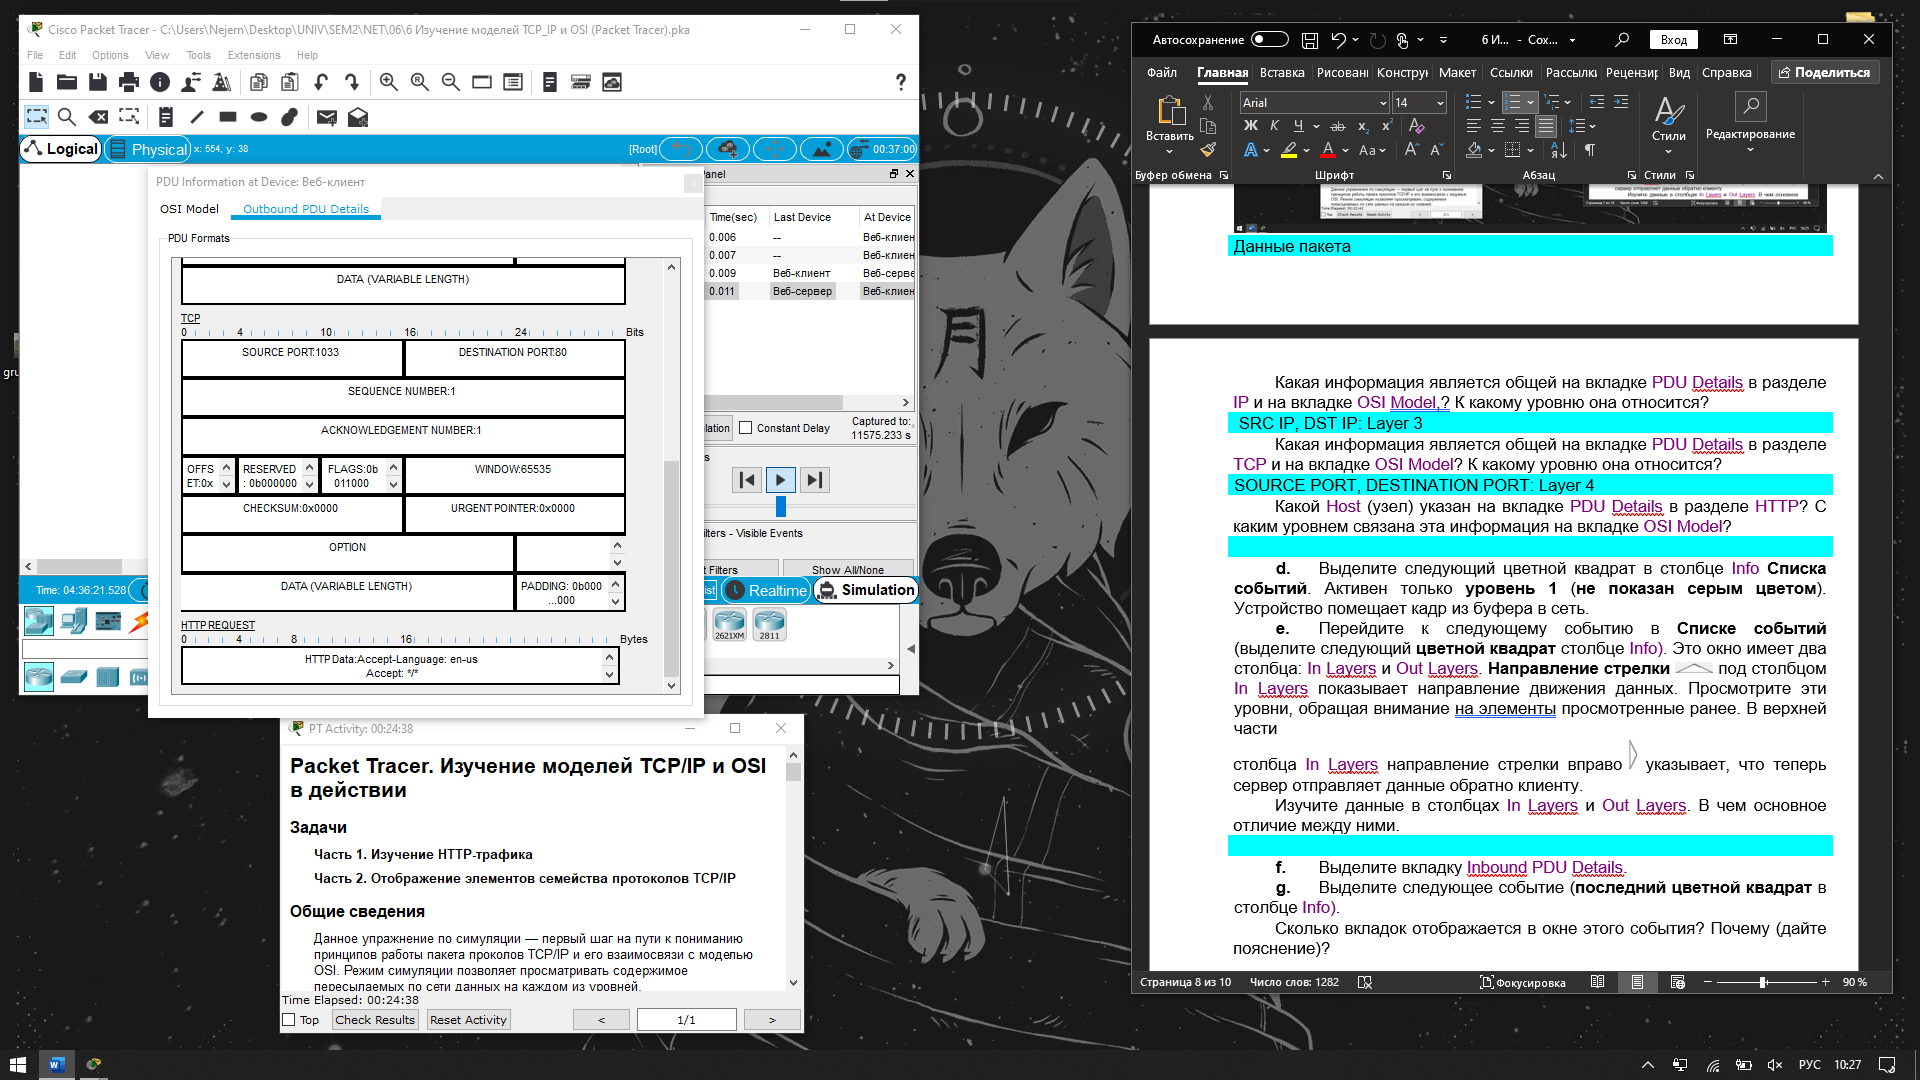 Cisco Packet Tracer - C:\Users\Nejern\Desktop\UNIV\SEM2\NET\06\6 Изучение моделей TCP_IP и OSI (Packet Tracer).pka
File Edit Options View Tools Extensions Help
Logical
Physical
x: 554, y: 38
[Root]
00:37:00
PDU Information at Device: Веб-клиент
OSI Model
Outbound PDU Details
PDU Formats
DATA (VARIABLE LENGTH)
TCP
0 4 10 16 24 Bits
SOURCE PORT:1033
DESTINATION PORT:80
SEQUENCE NUMBER:1
ACKNOWLEDGEMENT NUMBER:1
OFFS
ET:0x
RESERVED
: 0b000000
FLAGS:0b
011000
WINDOW:65535
CHECKSUM:0x0000
URGENT POINTER:0x0000
OPTION
DATA (VARIABLE LENGTH)
PADDING: 0b000
...000
HTTP REQUEST
0 4 8 16 Bytes
HTTP Data:Accept-Language: en-us
Accept: */*
anel
Time(sec) Last Device At Device
0.006 -- Веб-клиен
0.007 -- Веб-клиен
0.009 Веб-клиент Веб-серве
0.011 Веб-сервер Веб-клиен
lation
Constant Delay
Captured to:
11575.233 s
s
lters - Visible Events
t Filters
Show All/None
Time: 04:36:21.528
ist
Realtime
Simulation
2621XM
2811
gru
PT Activity: 00:24:38
Packet Tracer. Изучение моделей TCP/IP и OSI
в действии
Задачи
Часть 1. Изучение HTTP-трафика
Часть 2. Отображение элементов семейства протоколов TCP/IP
Общие сведения
Данное упражнение по симуляции — первый шаг на пути к пониманию
принципов работы пакета проколов TCP/IP и его взаимосвязи с моделью
OSI. Режим симуляции позволяет просматривать содержимое
пересылаемых по сети данных на каждом из уровней.
Time Elapsed: 00:24:38
Top
Check Results
Reset Activity
<
1/1
>
月
Автосохранение
6 И... - Сох...
Вход
Файл Главная Вставка Рисовани Конструк Макет Ссылки Рассылки Рецензир Вид Справка
Поделиться
Вставить
Arial
14
Ж К Ч ab x₂ x²
A A Aa A A
Стили
Редактирование
Буфер обмена
Шрифт
Абзац
Стили
Данные пакета
Какая информация является общей на вкладке PDU Details в разделе
IP и на вкладке OSI Model,? К какому уровню она относится?
SRC IP, DST IP: Layer 3
Какая информация является общей на вкладке PDU Details в разделе
TCP и на вкладке OSI Model? К какому уровню она относится?
SOURCE PORT, DESTINATION PORT: Layer 4
Какой Host (узел) указан на вкладке PDU Details в разделе HTTP? С
каким уровнем связана эта информация на вкладке OSI Model?
d. Выделите следующий цветной квадрат в столбце Info Списка
событий. Активен только уровень 1 (не показан серым цветом).
Устройство помещает кадр из буфера в сеть.
e. Перейдите к следующему событию в Списке событий
(выделите следующий цветной квадрат столбце Info). Это окно имеет два
столбца: In Layers и Out Layers. Направление стрелки под столбцом
In Layers показывает направление движения данных. Просмотрите эти
уровни, обращая внимание на элементы просмотренные ранее. В верхней
части
столбца In Layers направление стрелки вправо указывает, что теперь
сервер отправляет данные обратно клиенту.
Изучите данные в столбцах In Layers и Out Layers. В чем основное
отличие между ними.
f. Выделите вкладку Inbound PDU Details.
g. Выделите следующее событие (последний цветной квадрат в
столбце Info).
Сколько вкладок отображается в окне этого события? Почему (дайте
пояснение)?
Страница 8 из 10
Число слов: 1282
Фокусировка
90 %
РУС
10:27